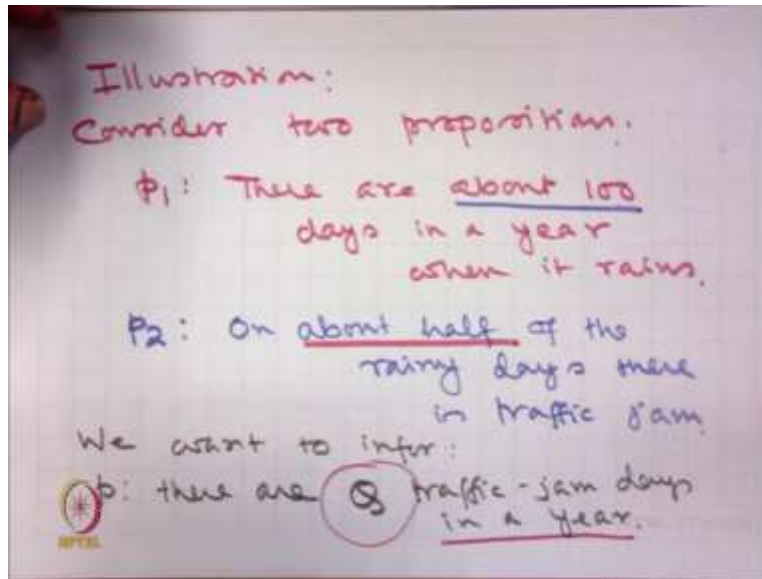 Illustration:
Consider two proposition.
p₁: There are about 100
days in a year
when it rains.
P₂: On about half of the
rainy days there
is traffic jam.
We want to infer:
p: there are Q traffic-jam days
in a year.
NPTEL